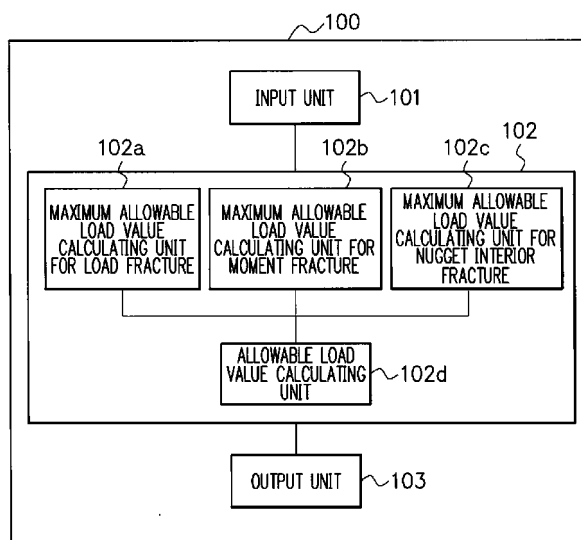 100
INPUT UNIT
101
102a
102b
102c
102
MAXIMUM ALLOWABLE
LOAD VALUE
CALCULATING UNIT
FOR LOAD FRACTURE
MAXIMUM ALLOWABLE
LOAD VALUE
CALCULATING UNIT FOR
MOMENT FRACTURE
MAXIMUM ALLOWABLE
LOAD VALUE
CALCULATING UNIT FOR
NUGGET INTERIOR
FRACTURE
ALLOWABLE LOAD
VALUE CALCULATING
UNIT
102d
OUTPUT UNIT
103